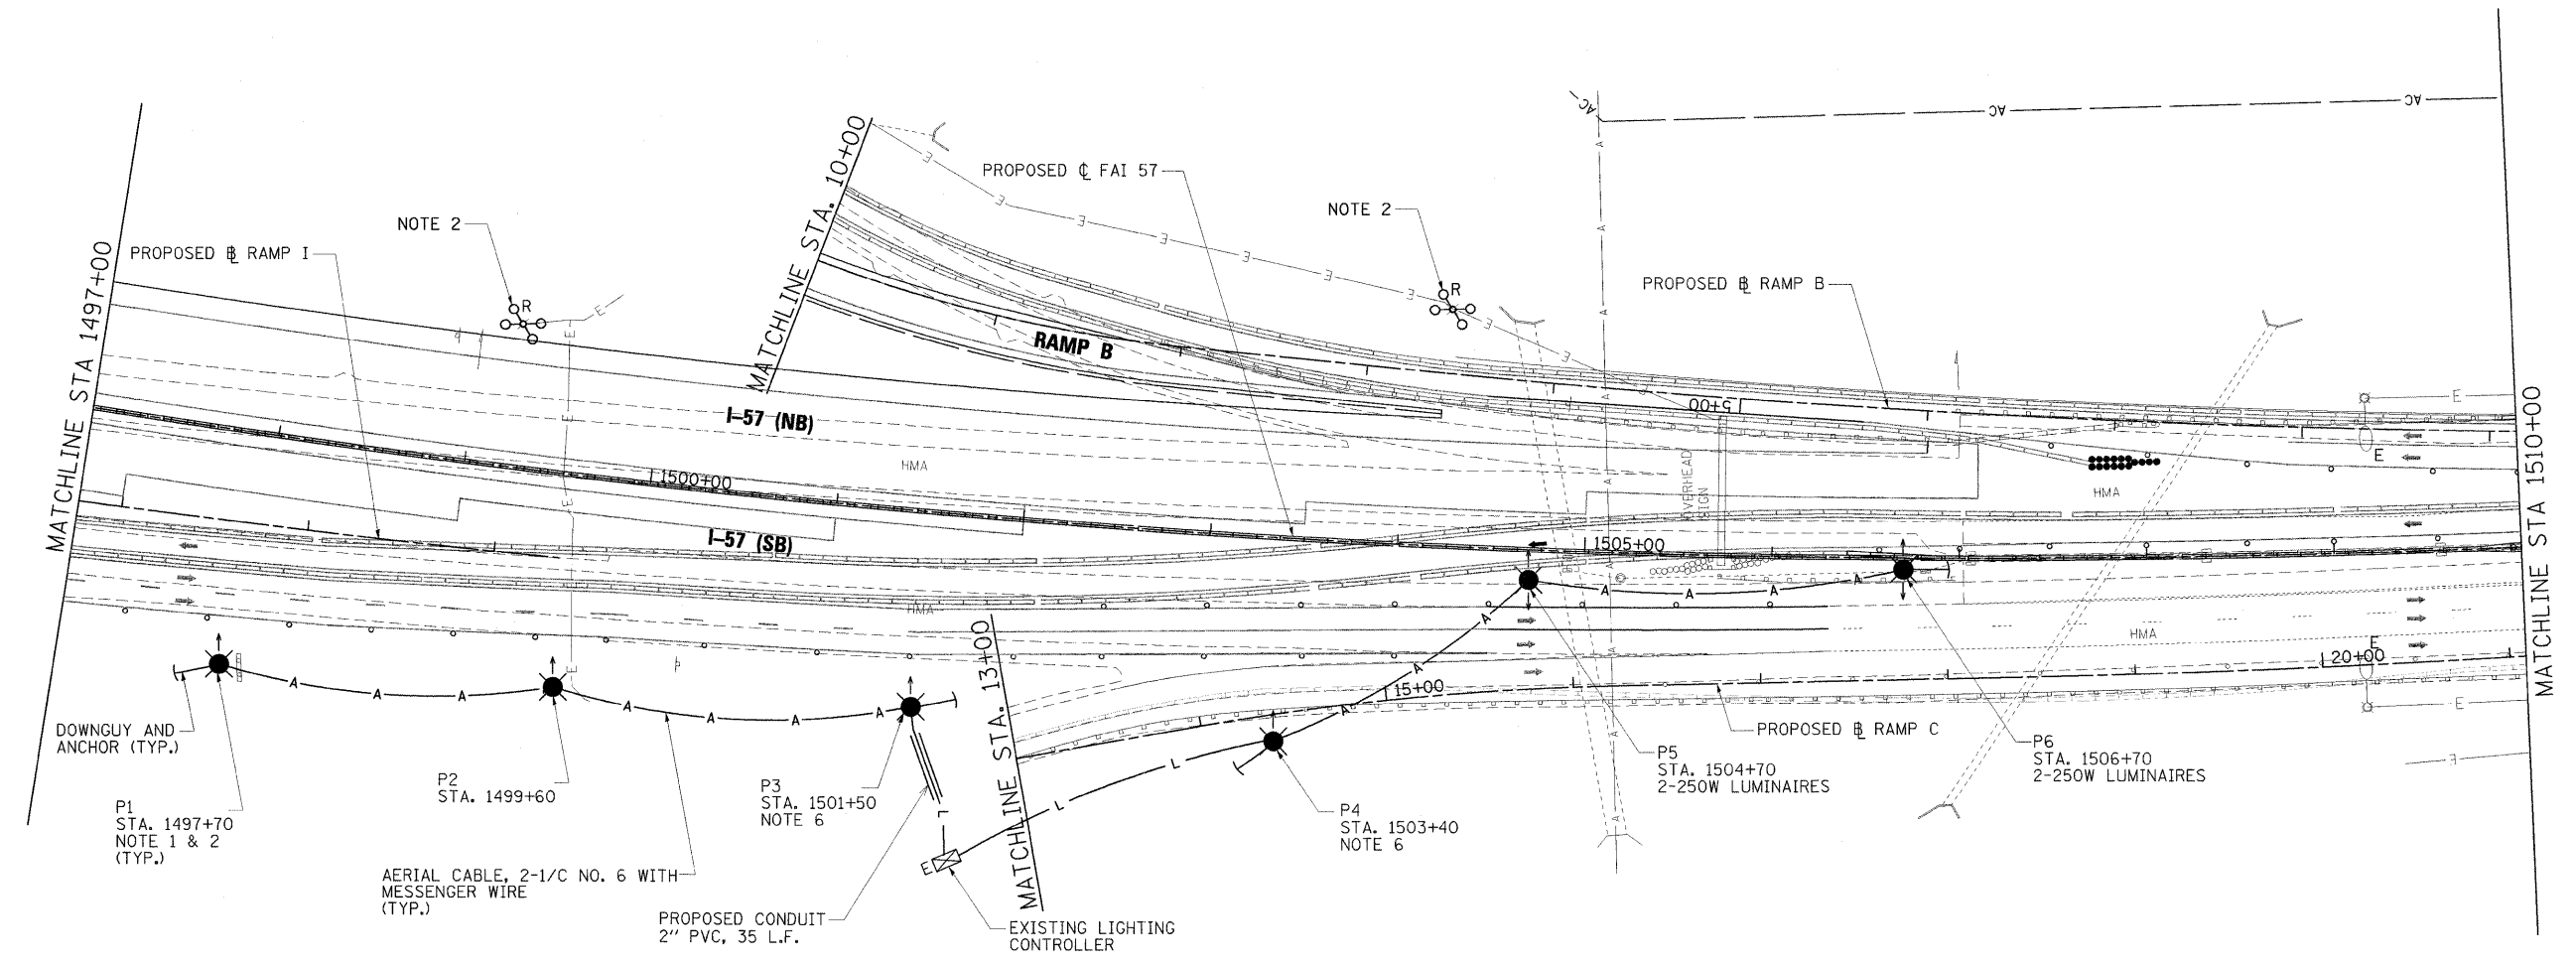 MATCHLINE STA 1497+00
PROPOSED B RAMP I
NOTE 2
R
MATCHLINE STA. 10+00
PROPOSED ℄ FAI 57
NOTE 2
R
PROPOSED B RAMP B
AC
AC
AC
RAMP B
I-57 (NB)
HMA
1500+00
I-57 (SB)
HMA
5+00
OVERHEAD
SIGN
1505+00
HMA
HMA
E
E
15+00
20+00
MATCHLINE STA 1510+00
DOWNGUY AND
ANCHOR (TYP.)
P1
STA. 1497+70
NOTE 1 & 2
(TYP.)
A A A
P2
STA. 1499+60
A A A A
AERIAL CABLE, 2-1/C NO. 6 WITH
MESSENGER WIRE
(TYP.)
P3
STA. 1501+50
NOTE 6
PROPOSED CONDUIT
2" PVC, 35 L.F.
L
E
EXISTING LIGHTING
CONTROLLER
MATCHLINE STA. 13+00
L L
P4
STA. 1503+40
NOTE 6
A A A
P5
STA. 1504+70
2-250W LUMINAIRES
A A A A
PROPOSED B RAMP C
P6
STA. 1506+70
2-250W LUMINAIRES